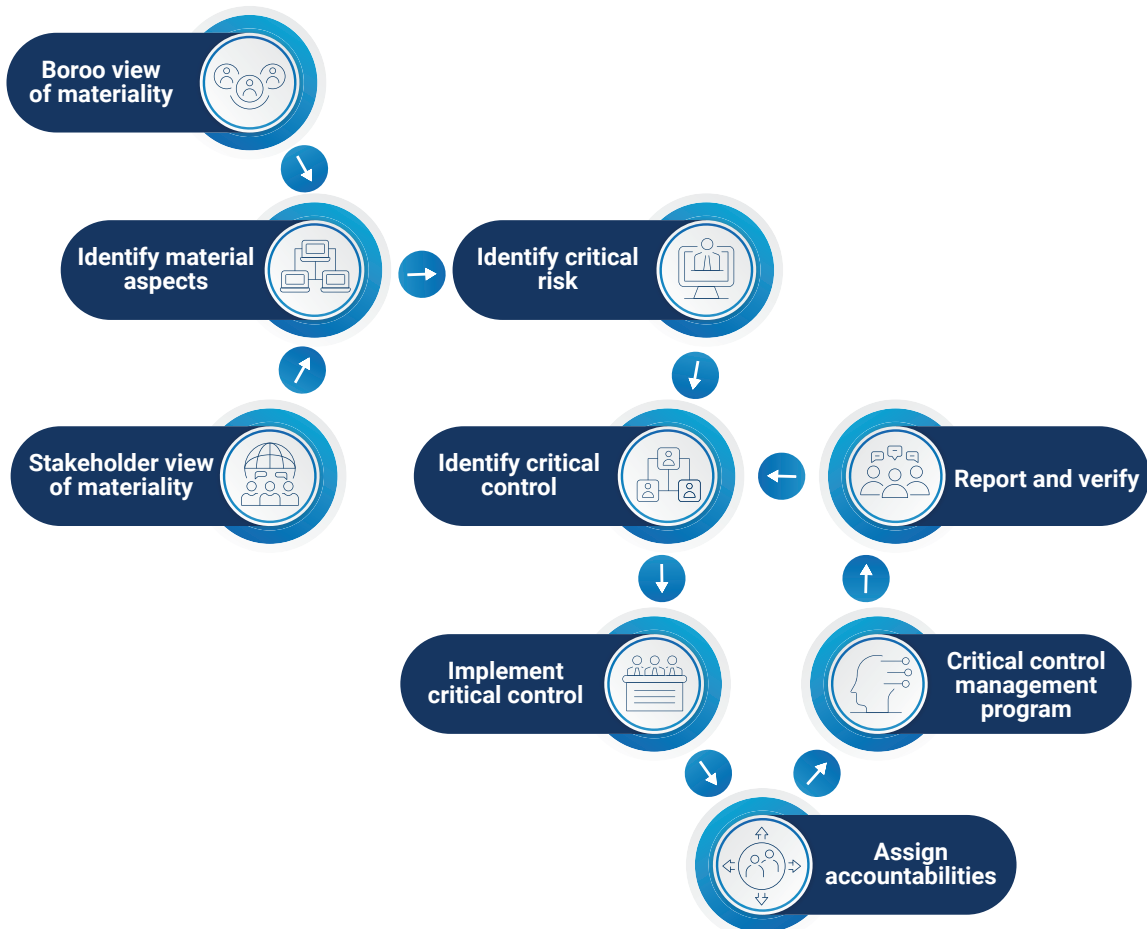 Boroo view
of materiality
Identify material
aspects
Identify critical
risk
Stakeholder view
of materiality
Identify critical
control
Report and verify
Implement
critical control
Critical control
management
program
Assign
accountabilities